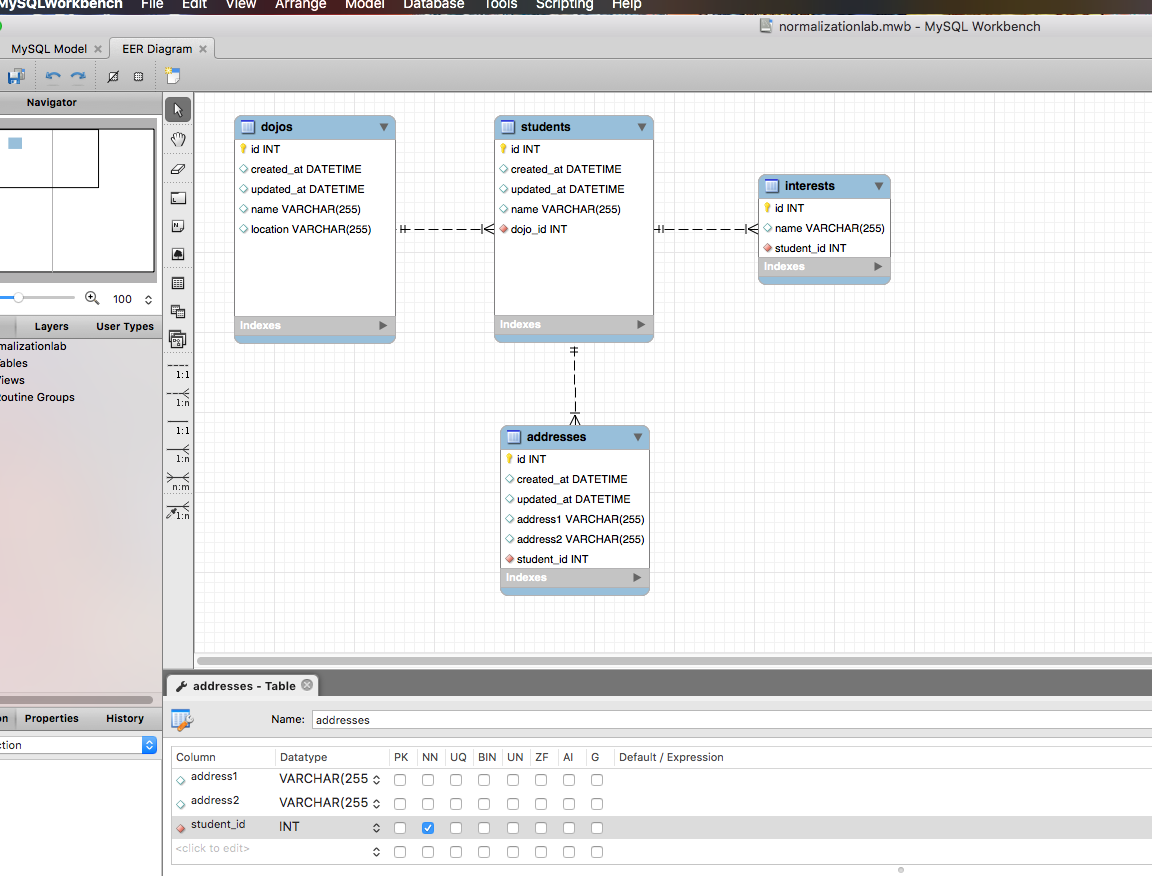 MySQLWorkbench File Edit View Arrange Model Database Tools Scripting Help
normalizationlab.mwb - MySQL Workbench
MySQL Model EER Diagram
Navigator
100
Layers User Types
malizationlab
ables
iews
outine Groups
1:1
1:n
1:1
1:n
n:m
1:n
dojos
id INT
created_at DATETIME
updated_at DATETIME
name VARCHAR(255)
location VARCHAR(255)
Indexes
students
id INT
created_at DATETIME
updated_at DATETIME
name VARCHAR(255)
dojo_id INT
Indexes
interests
id INT
name VARCHAR(255)
student_id INT
Indexes
addresses
id INT
created_at DATETIME
updated_at DATETIME
address1 VARCHAR(255)
address2 VARCHAR(255)
student_id INT
Indexes
on Properties History
ction
addresses - Table
Name: addresses
Column Datatype PK NN UQ BIN UN ZF AI G Default / Expression
address1 VARCHAR(255
address2 VARCHAR(255
student_id INT
<click to edit>